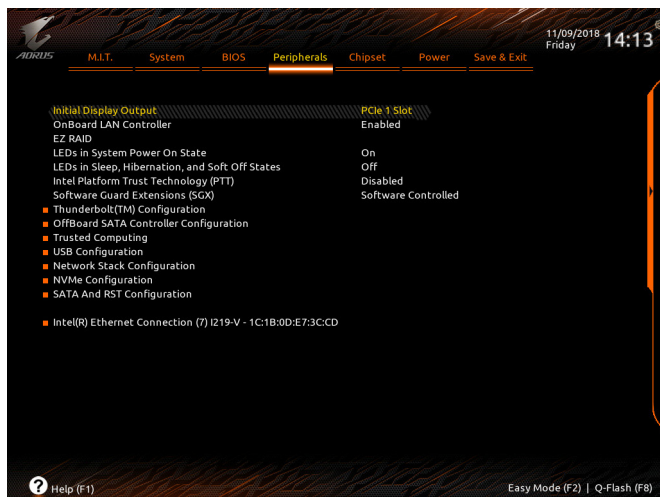 11/09/2018
Friday
14:13
AORUS
M.I.T. System BIOS Peripherals Chipset Power Save & Exit
Initial Display Output PCIe 1 Slot
OnBoard LAN Controller Enabled
EZ RAID
LEDs in System Power On State On
LEDs in Sleep, Hibernation, and Soft Off States Off
Intel Platform Trust Technology (PTT) Disabled
Software Guard Extensions (SGX) Software Controlled
Thunderbolt(TM) Configuration
OffBoard SATA Controller Configuration
Trusted Computing
USB Configuration
Network Stack Configuration
NVMe Configuration
SATA And RST Configuration
Intel(R) Ethernet Connection (7) I219-V - 1C:1B:0D:E7:3C:CD
? Help (F1) Easy Mode (F2) | Q-Flash (F8)